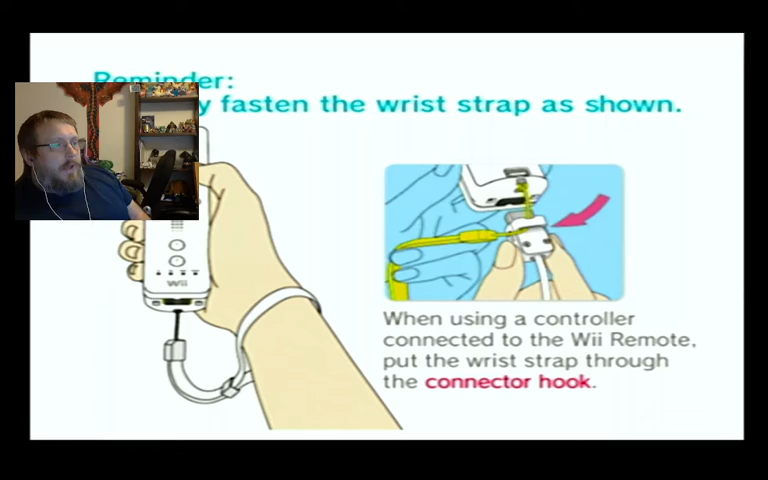 Reminder:
fasten the wrist strap as shown.
Wii
When using a controller
connected to the Wii Remote,
put the wrist strap through
the connector hook.